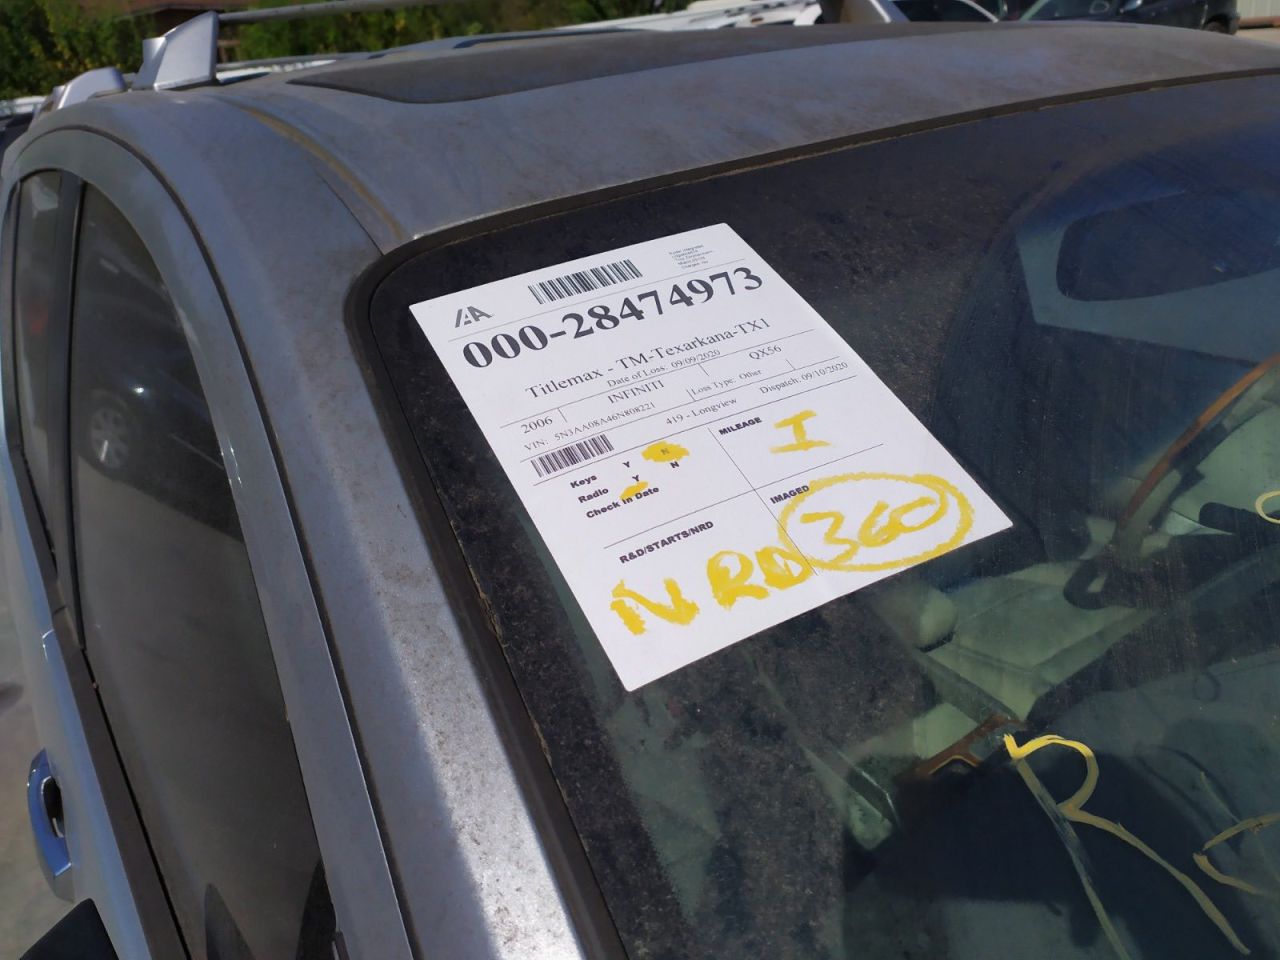 IAA
000-28474973
Titlemax - TM-Texarkana-TX1
Date of Loss: 09/09/2020
2006 INFINITI QX56
VIN: 5N3AA08A46N808221 Loss Type: Other
419 - Longview Dispatch: 09/10/2020
Keys Y N
Radio Y N
Check in Date
MILEAGE I
R&D/STARTS/NRD
NRD
IMAGED
360
R